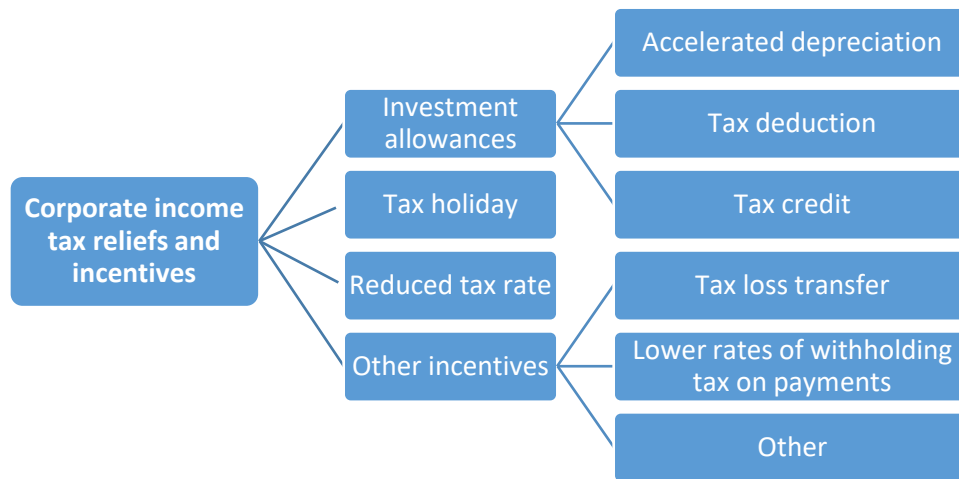 Corporate income
tax reliefs and
incentives
Investment
allowances
Tax holiday
Reduced tax rate
Other incentives
Accelerated depreciation
Tax deduction
Tax credit
Tax loss transfer
Lower rates of withholding
tax on payments
Other